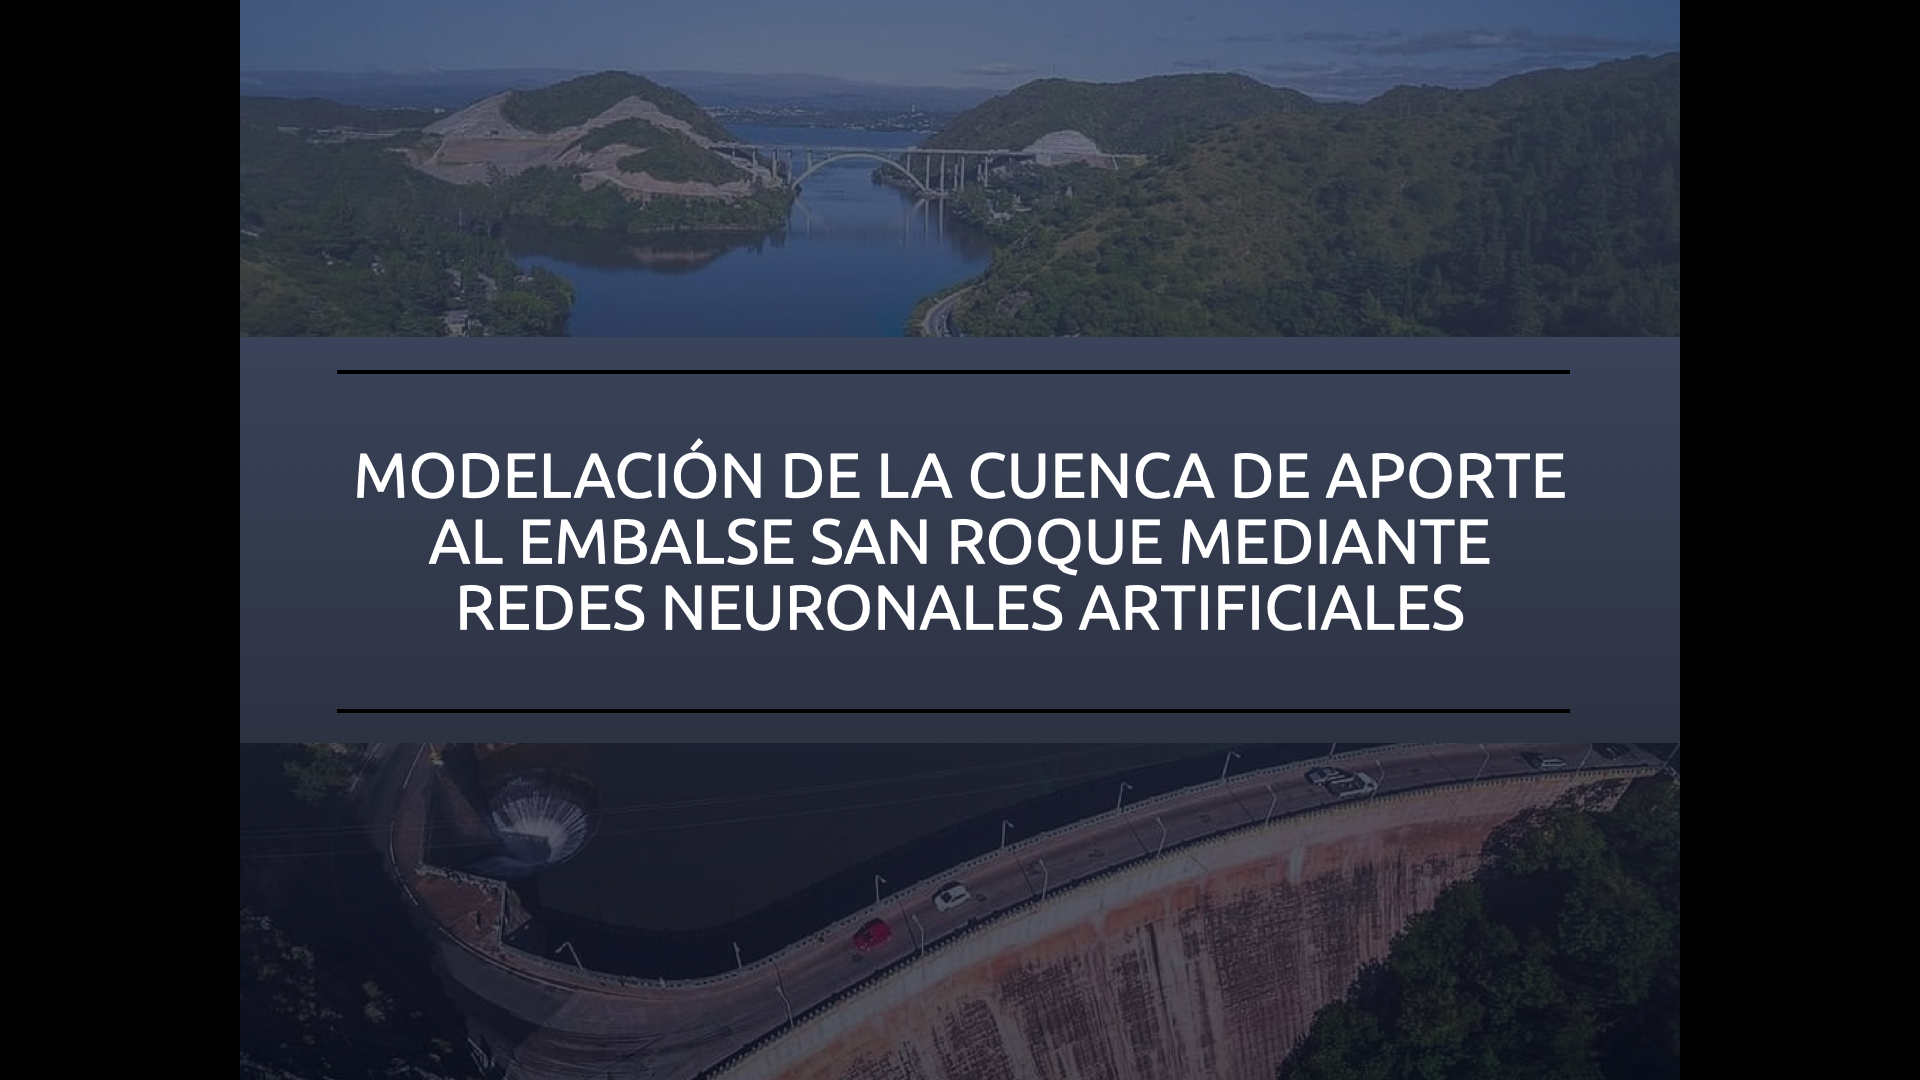 MODELACIÓN DE LA CUENCA DE APORTE
AL EMBALSE SAN ROQUE MEDIANTE
REDES NEURONALES ARTIFICIALES